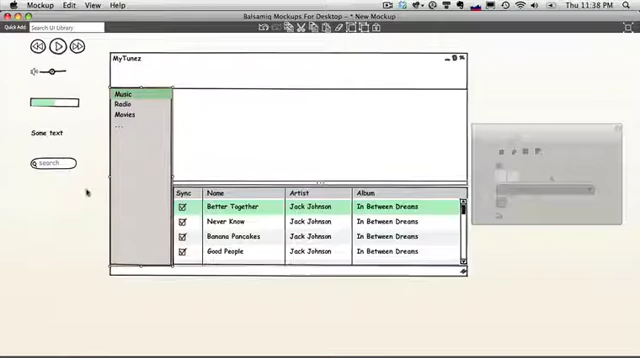 Mockup Edit View Help Thu 11:38 PM
Balsamiq Mockups For Desktop - * New Mockup
Quick Add Search UI Library
MyTunez
Music
Radio
Movies
...
Some text
search
Sync Name Artist Album
Better Together Jack Johnson In Between Dreams
Never Know Jack Johnson In Between Dreams
Banana Pancakes Jack Johnson In Between Dreams
Good People Jack Johnson In Between Dreams